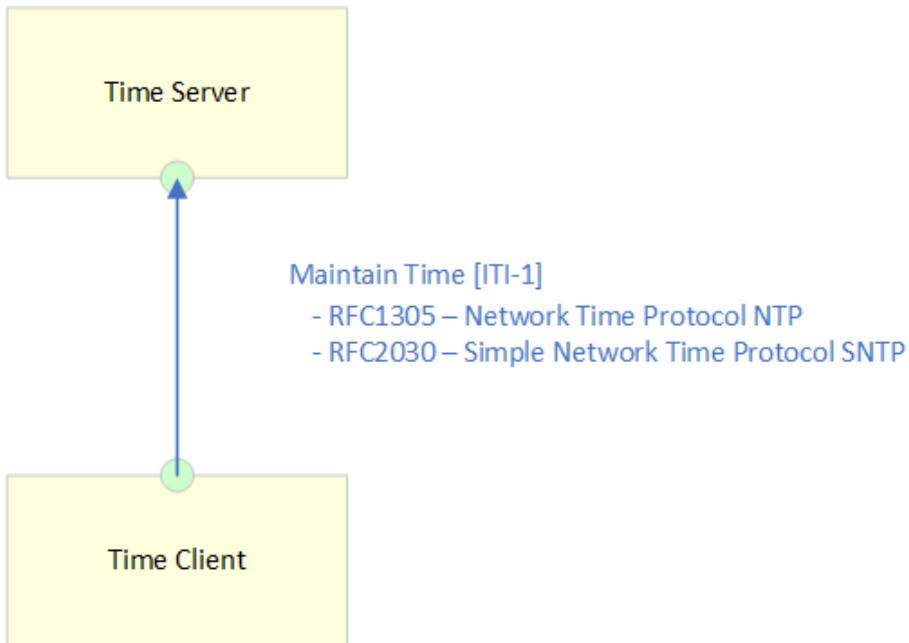 Time Server
Maintain Time [ITI-1]
- RFC1305 – Network Time Protocol NTP
- RFC2030 – Simple Network Time Protocol SNTP
Time Client